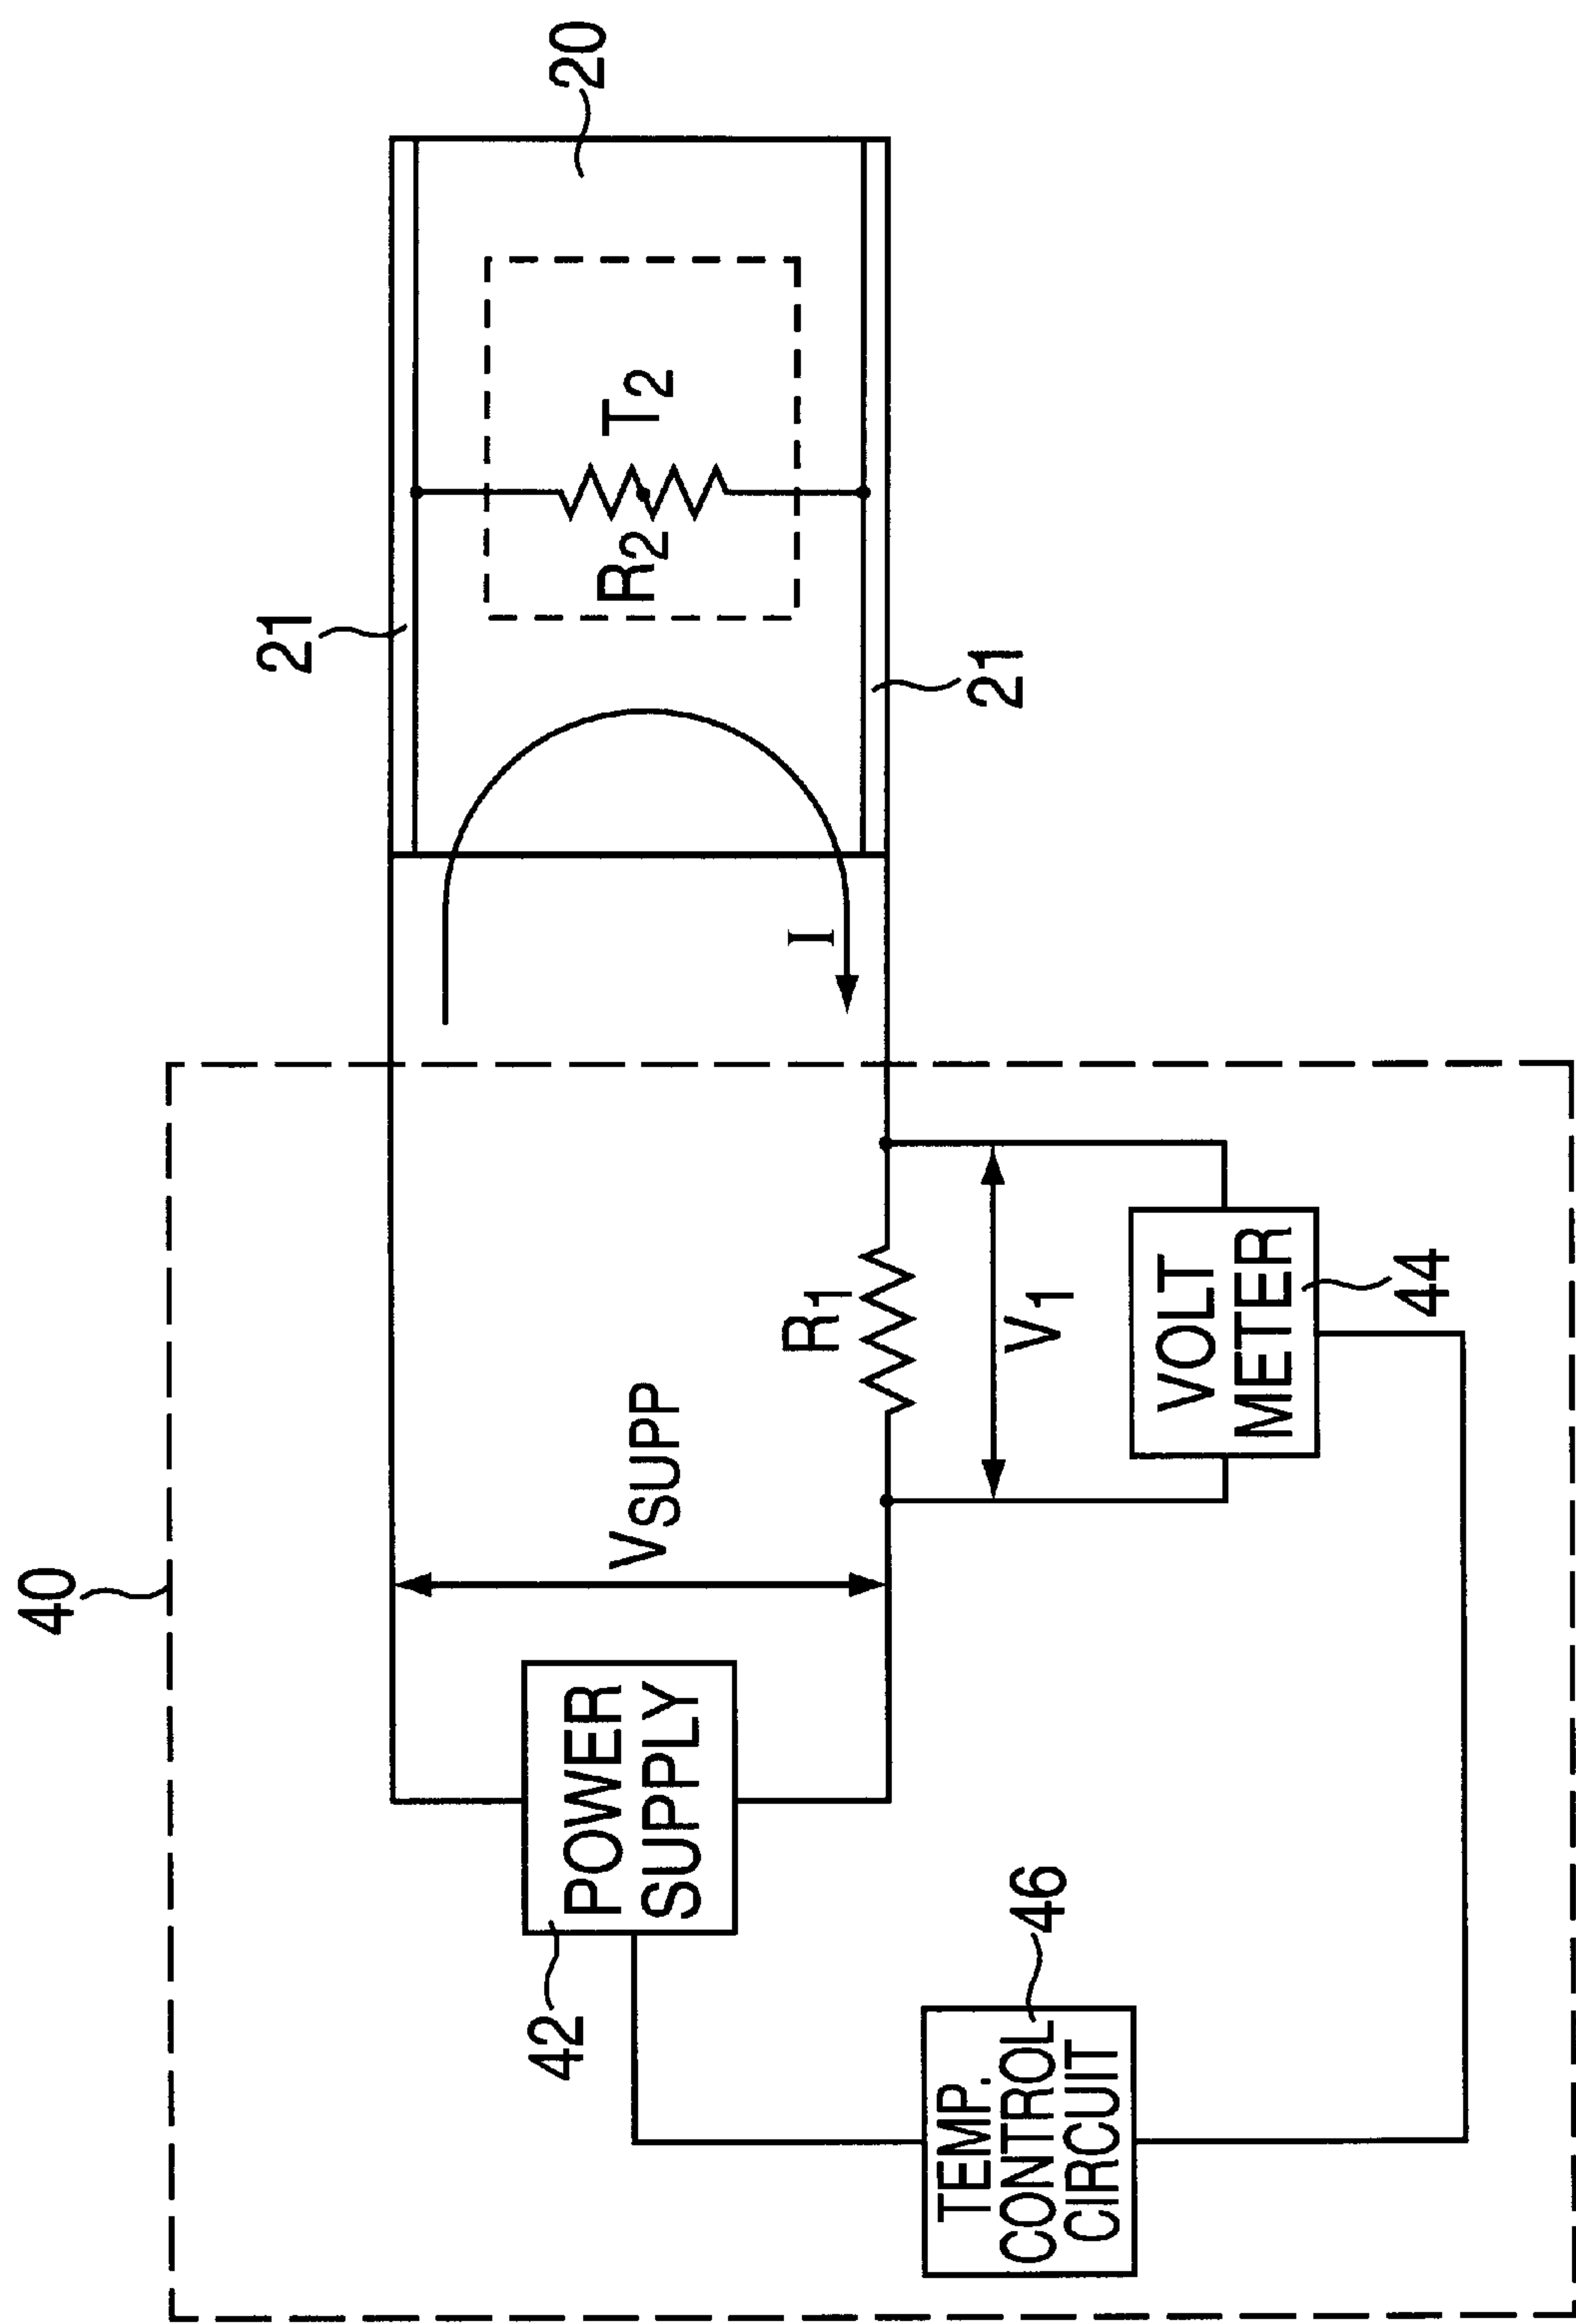 40
42
POWER
SUPPLY
VSUPP
TEMP.
CONTROL
CIRCUIT
46
R1
V1
VOLT
METER
44
I
21
21
R2
T2
20